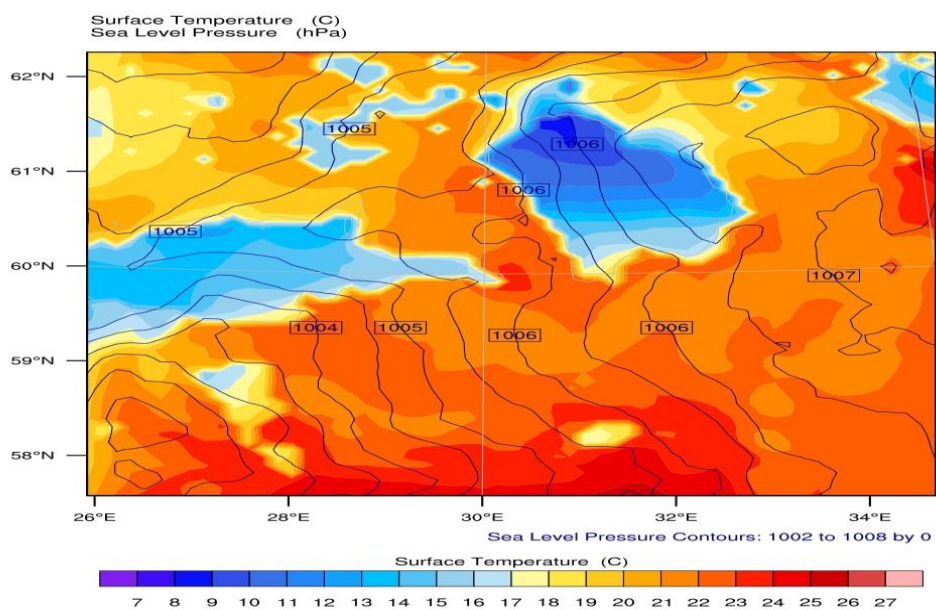 Surface Temperature (C)
Sea Level Pressure (hPa)
62°N
61°N
60°N
59°N
58°N
1005
1006
1006
1005
1007
1004
1005
1006
1006
26°E 28°E 30°E 32°E 34°E
Sea Level Pressure Contours: 1002 to 1008 by 0
Surface Temperature (C)
7 8 9 10 11 12 13 14 15 16 17 18 19 20 21 22 23 24 25 26 27